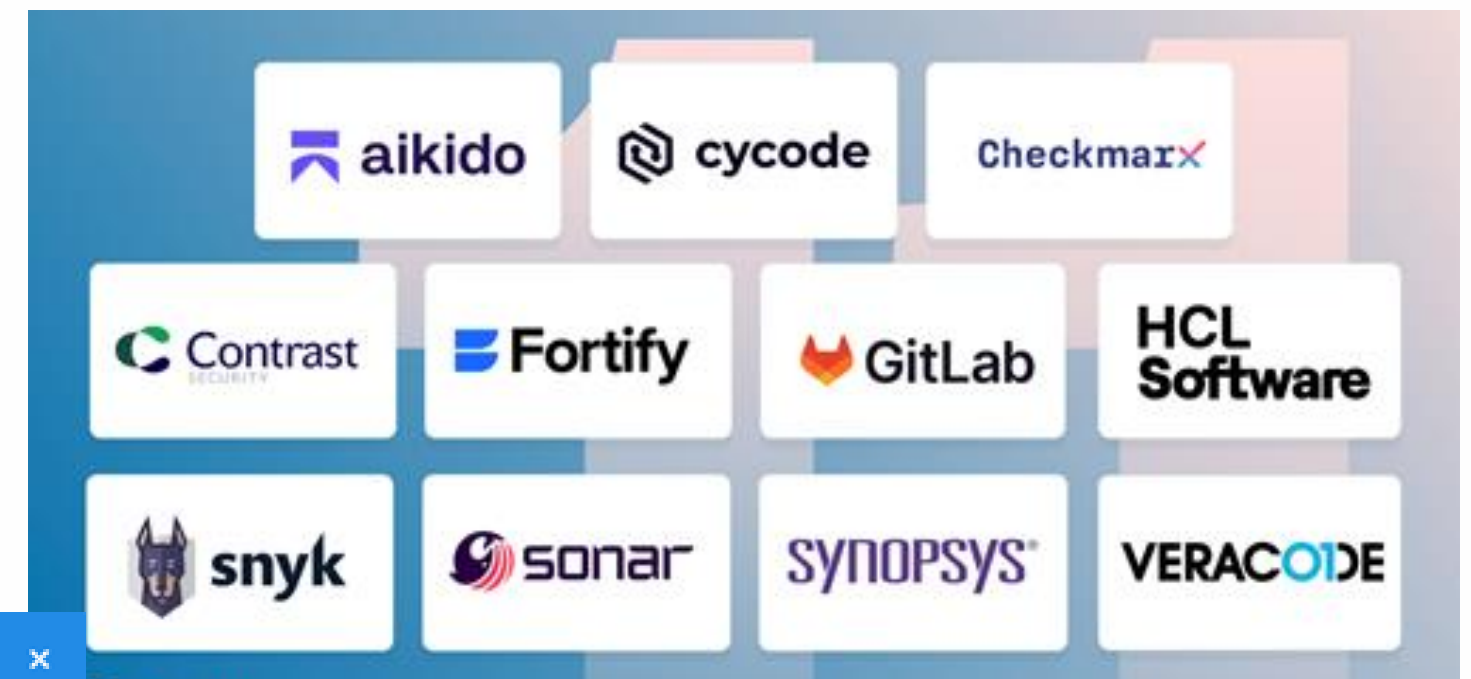 aikido
cycode
Checkmarx
Contrast
SECURITY
Fortify
GitLab
HCL
Software
snyk
sonar
SYNOPSYS®
VERACODE